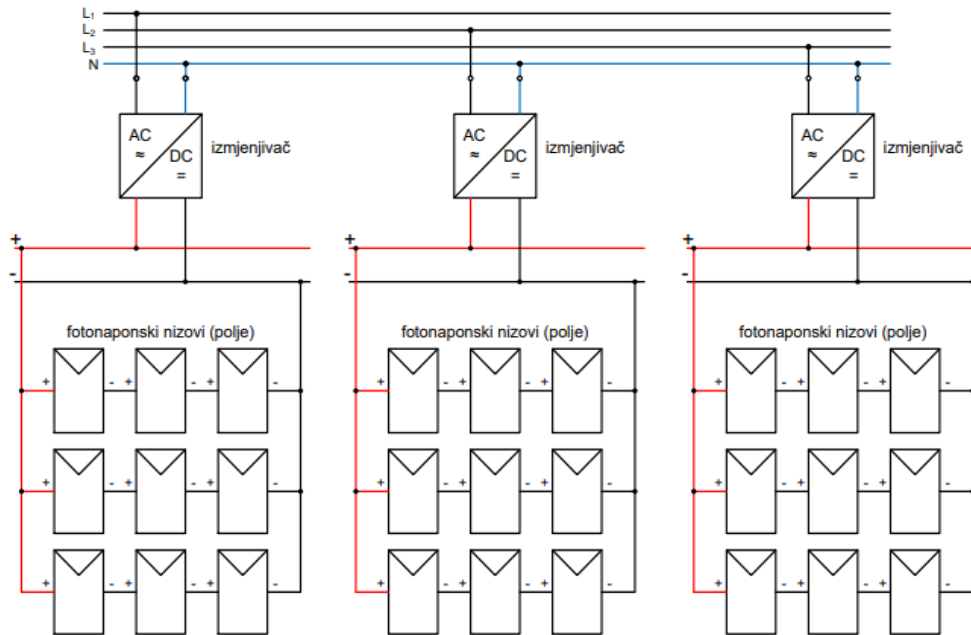 L₁
L₂
L₃
N
AC
≈
DC
=
izmjenjivač
AC
≈
DC
=
izmjenjivač
AC
≈
DC
=
izmjenjivač
+
-
+
-
+
-
fotonaponski nizovi (polje)
fotonaponski nizovi (polje)
fotonaponski nizovi (polje)
+ - + - + -
+ - + - + -
+ - + - + -
+ - + - + -
+ - + - + -
+ - + - + -
+ - + - + -
+ - + - + -
+ - + - + -